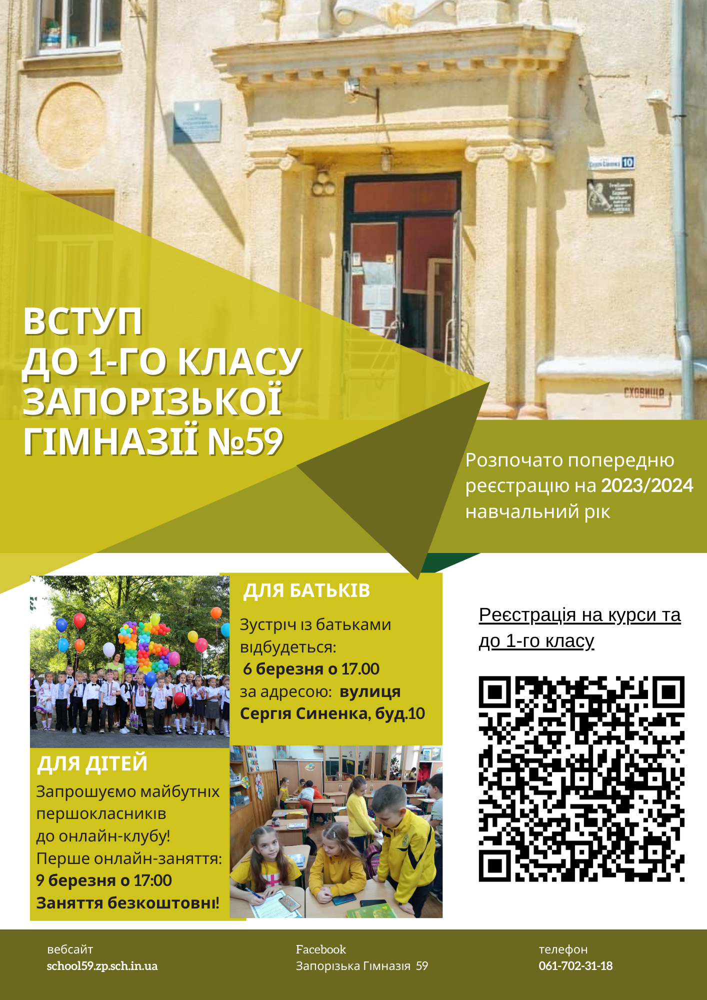 10
СХОВИЩА
ВСТУП
ДО 1-ГО КЛАСУ
ЗАПОРІЗЬКОЇ
ГІМНАЗІЇ №59
Розпочато попередню
реєстрацію на 2023/2024
навчальний рік
ДЛЯ БАТЬКІВ
Зустріч із батьками
відбудеться:
6 березня о 17.00
за адресою: вулиця
Сергія Синенка, буд.10
Реєстрація на курси та
до 1-го класу
ДЛЯ ДІТЕЙ
Запрошуємо майбутніх
першокласників
до онлайн-клубу!
Перше онлайн-заняття:
9 березня о 17:00
Заняття безкоштовні!
вебсайт
school59.zp.sch.in.ua
Facebook
Запорізька Гімназія 59
телефон
061-702-31-18